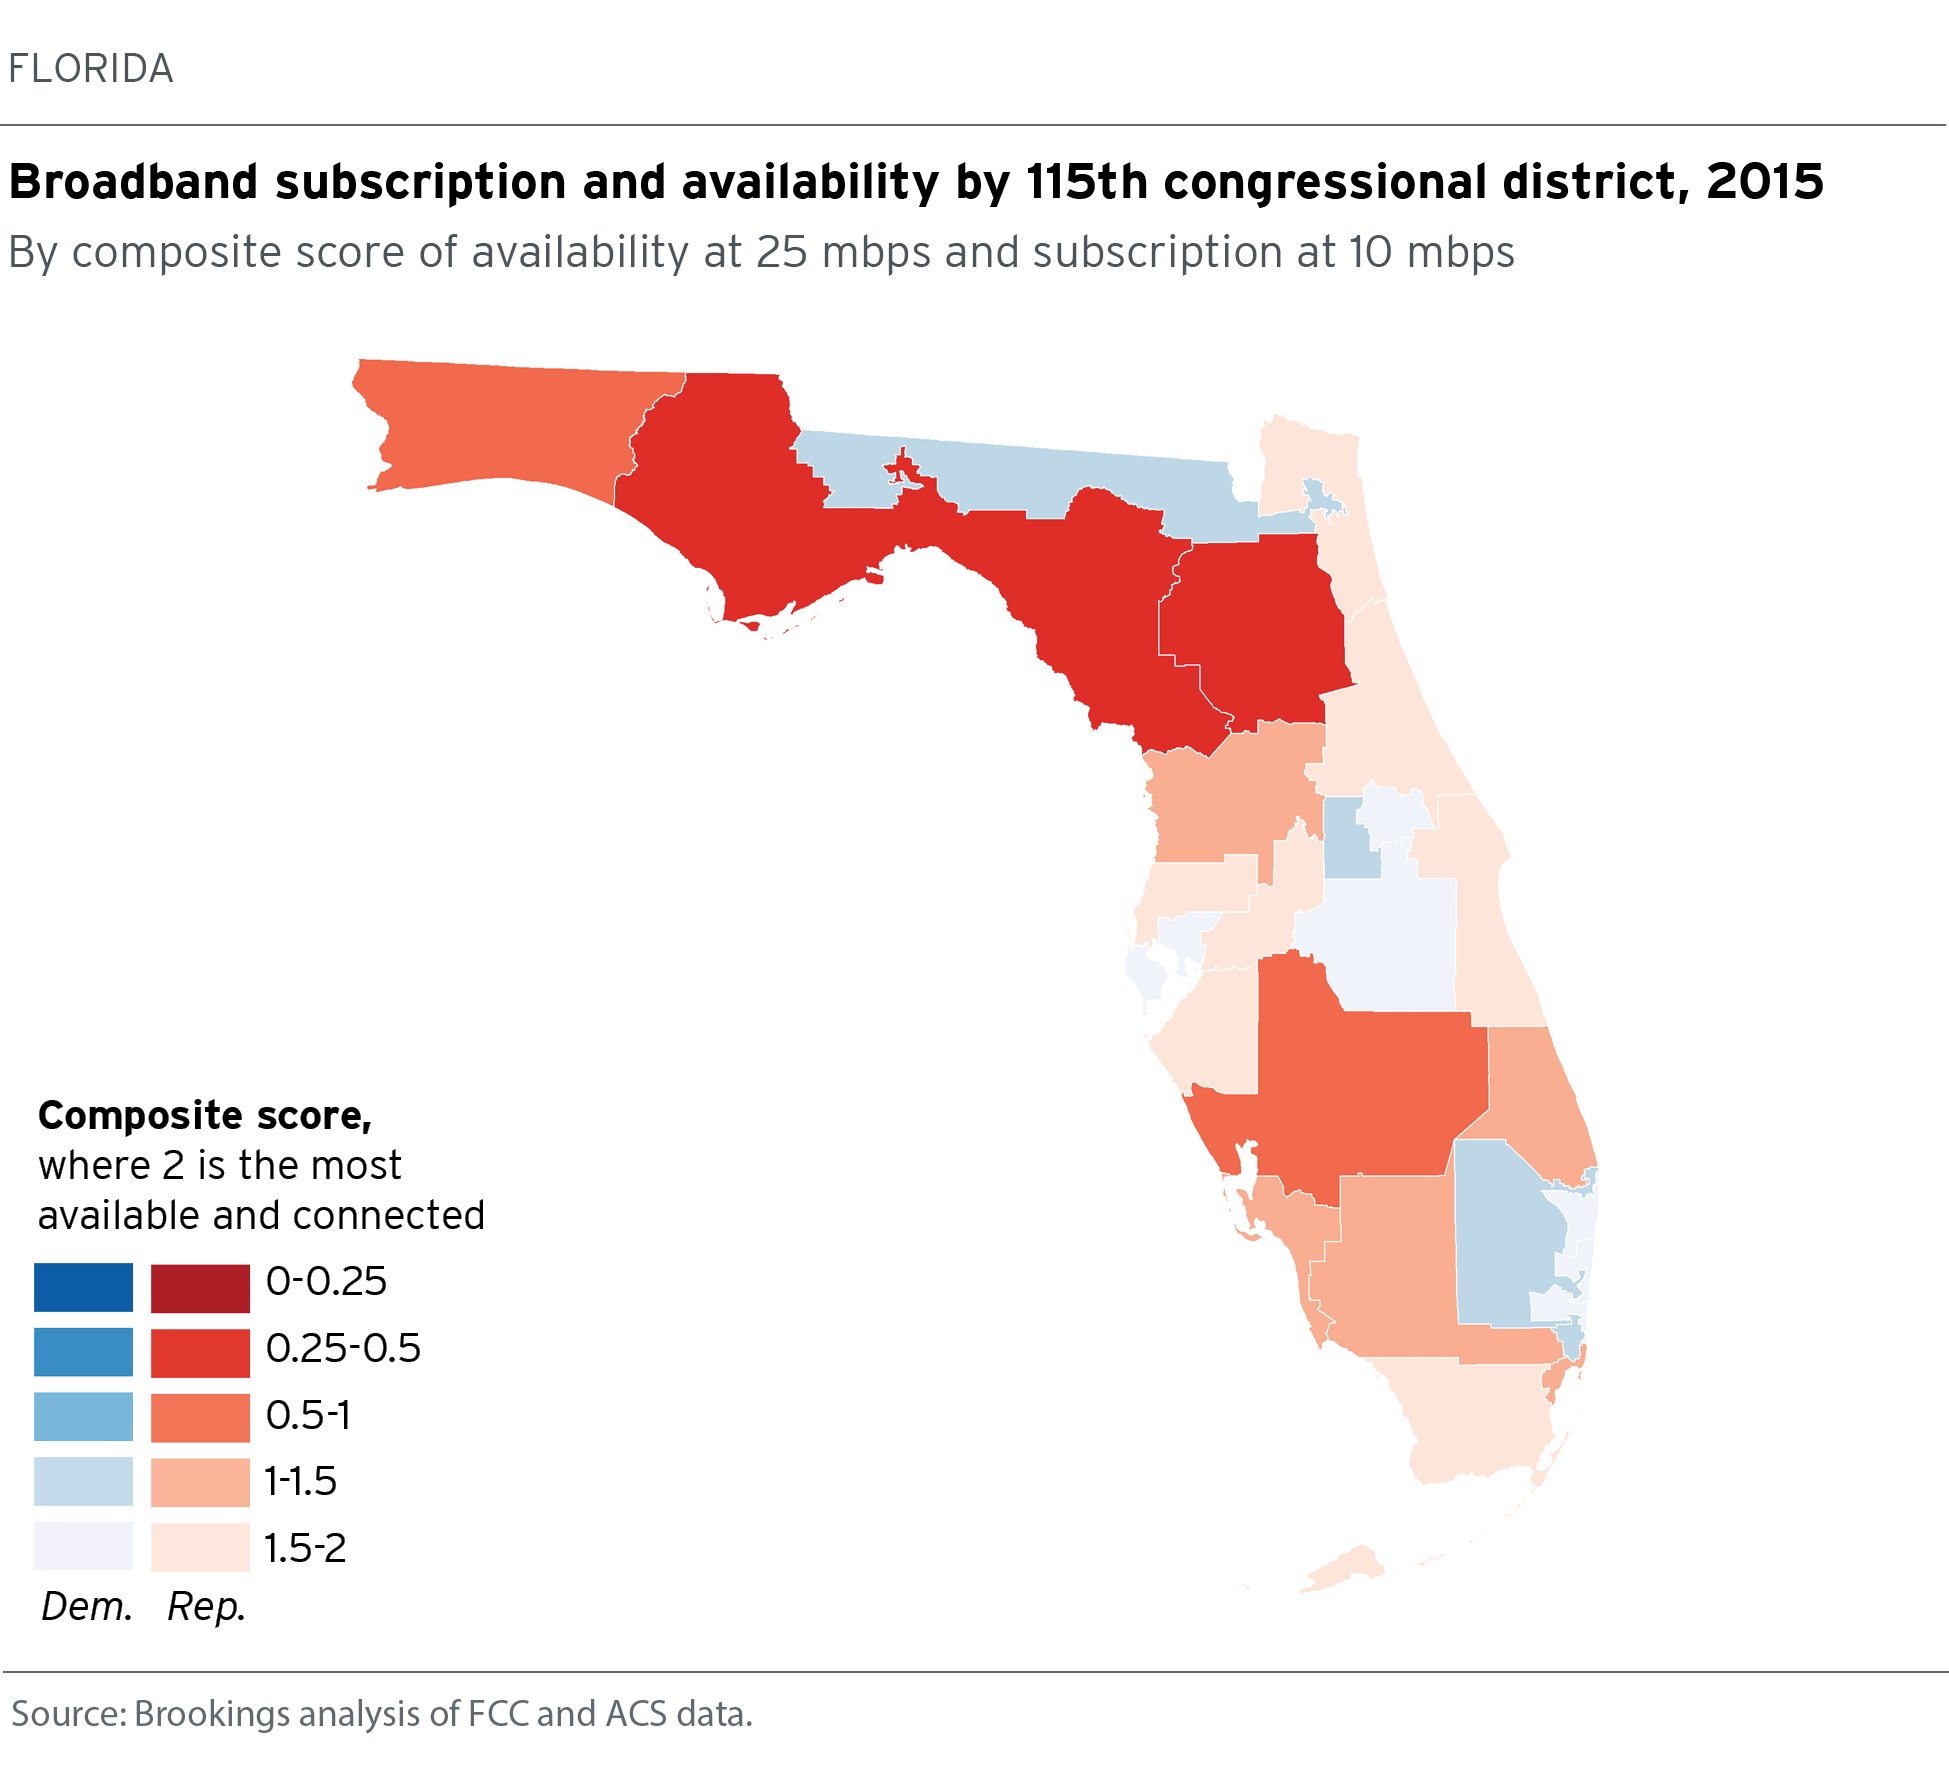 FLORIDA
Broadband subscription and availability by 115th congressional district, 2015
By composite score of availability at 25 mbps and subscription at 10 mbps
Composite score,
where 2 is the most
available and connected
0-0.25
0.25-0.5
0.5-1
1-1.5
1.5-2
Dem. Rep.
Source: Brookings analysis of FCC and ACS data.